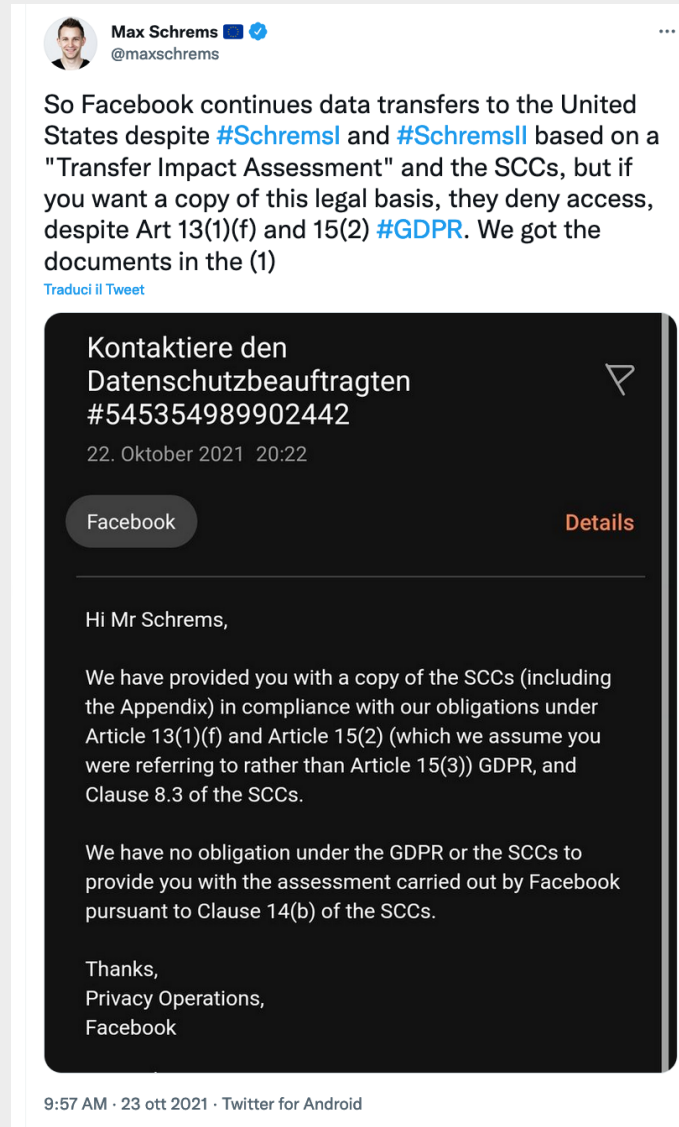 Max Schrems
@maxschrems
So Facebook continues data transfers to the United
States despite #SchremsI and #SchremsII based on a
"Transfer Impact Assessment" and the SCCs, but if
you want a copy of this legal basis, they deny access,
despite Art 13(1)(f) and 15(2) #GDPR. We got the
documents in the (1)
Traduci il Tweet
Kontaktiere den
Datenschutzbeauftragten
#545354989902442
22. Oktober 2021 20:22
Facebook
Details
Hi Mr Schrems,
We have provided you with a copy of the SCCs (including
the Appendix) in compliance with our obligations under
Article 13(1)(f) and Article 15(2) (which we assume you
were referring to rather than Article 15(3)) GDPR, and
Clause 8.3 of the SCCs.
We have no obligation under the GDPR or the SCCs to
provide you with the assessment carried out by Facebook
pursuant to Clause 14(b) of the SCCs.
Thanks,
Privacy Operations,
Facebook
9:57 AM · 23 ott 2021 · Twitter for Android